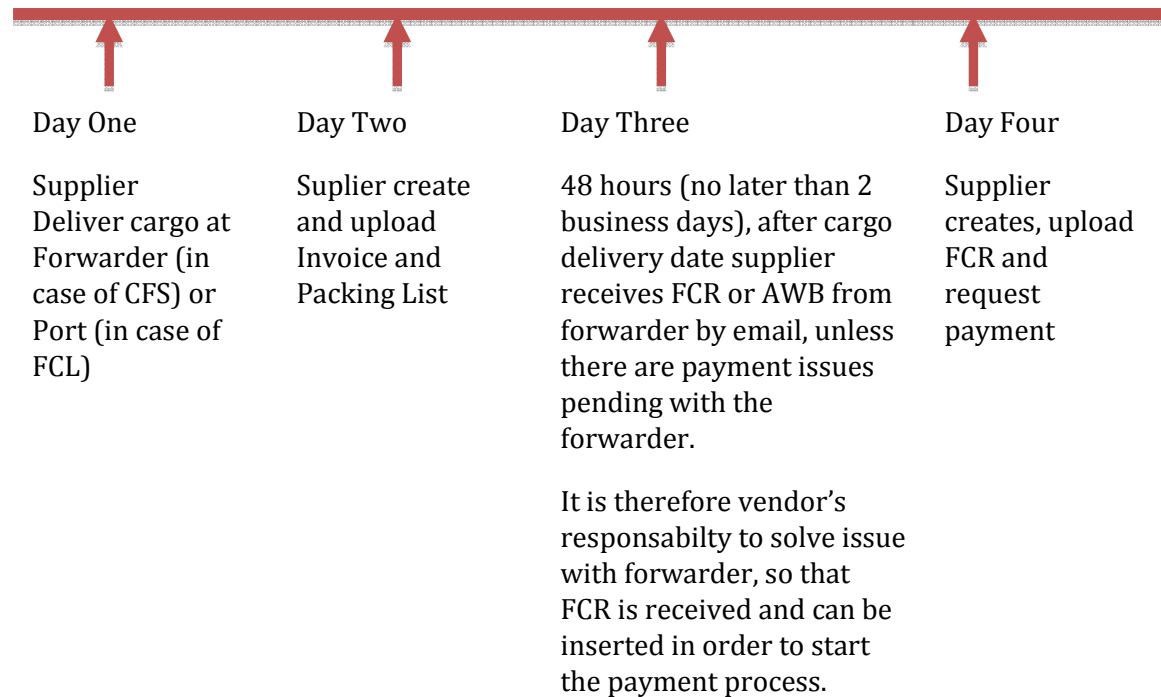 Day One
Supplier
Deliver cargo at
Forwarder (in
case of CFS) or
Port (in case of
FCL)
Day Two
Suplier create
and upload
Invoice and
Packing List
Day Three
48 hours (no later than 2
business days), after cargo
delivery date supplier
receives FCR or AWB from
forwarder by email, unless
there are payment issues
pending with the
forwarder.
It is therefore vendor’s
responsabilty to solve issue
with forwarder, so that
FCR is received and can be
inserted in order to start
the payment process.
Day Four
Supplier
creates, upload
FCR and
request
payment